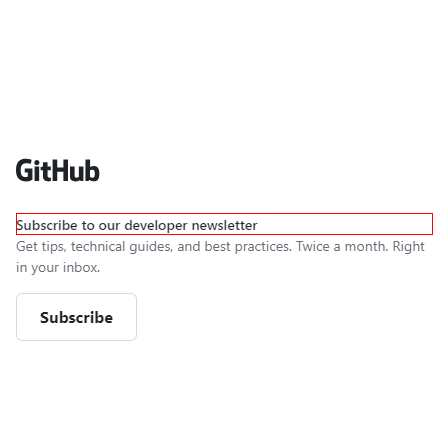 GitHub
Subscribe to our developer newsletter
Get tips, technical guides, and best practices. Twice a month. Right
in your inbox.
Subscribe